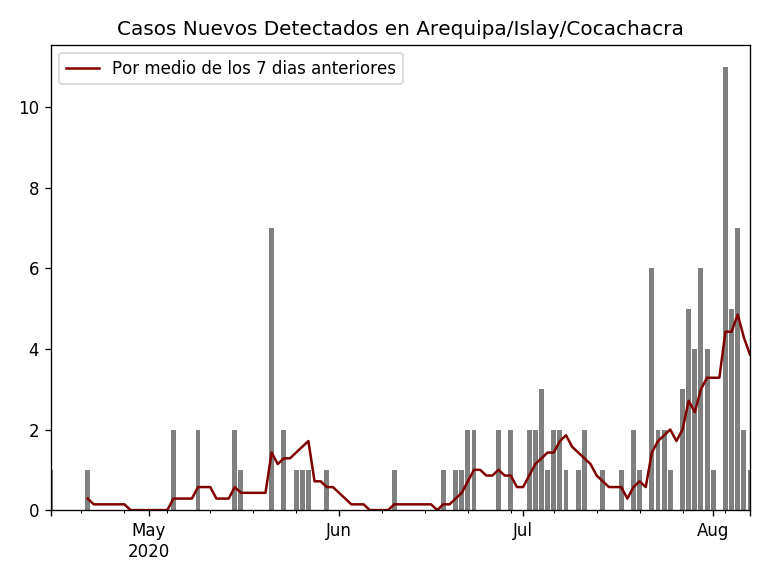 Casos Nuevos Detectados en Arequipa/Islay/Cocachacra
Por medio de los 7 dias anteriores
10
8
6
4
2
0
May
2020
Jun
Jul
Aug